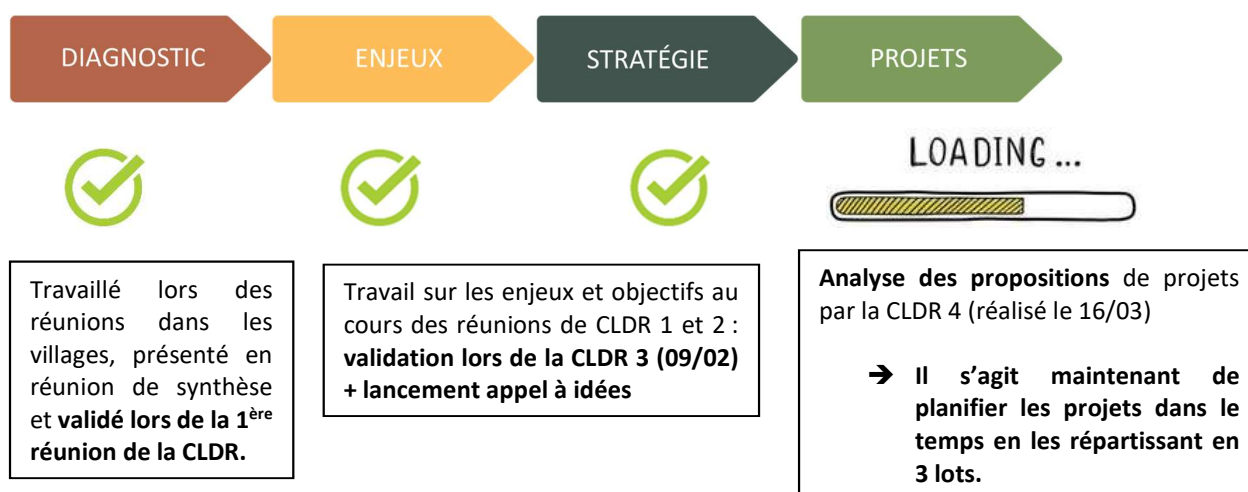 DIAGNOSTIC
ENJEUX
STRATÉGIE
PROJETS
LOADING ...
Travaillé lors des
réunions dans les
villages, présenté en
réunion de synthèse
et validé lors de la 1ère
réunion de la CLDR.
Travail sur les enjeux et objectifs au
cours des réunions de CLDR 1 et 2 :
validation lors de la CLDR 3 (09/02)
+ lancement appel à idées
Analyse des propositions de projets
par la CLDR 4 (réalisé le 16/03)
➔ Il s’agit maintenant de
planifier les projets dans le
temps en les répartissant en
3 lots.